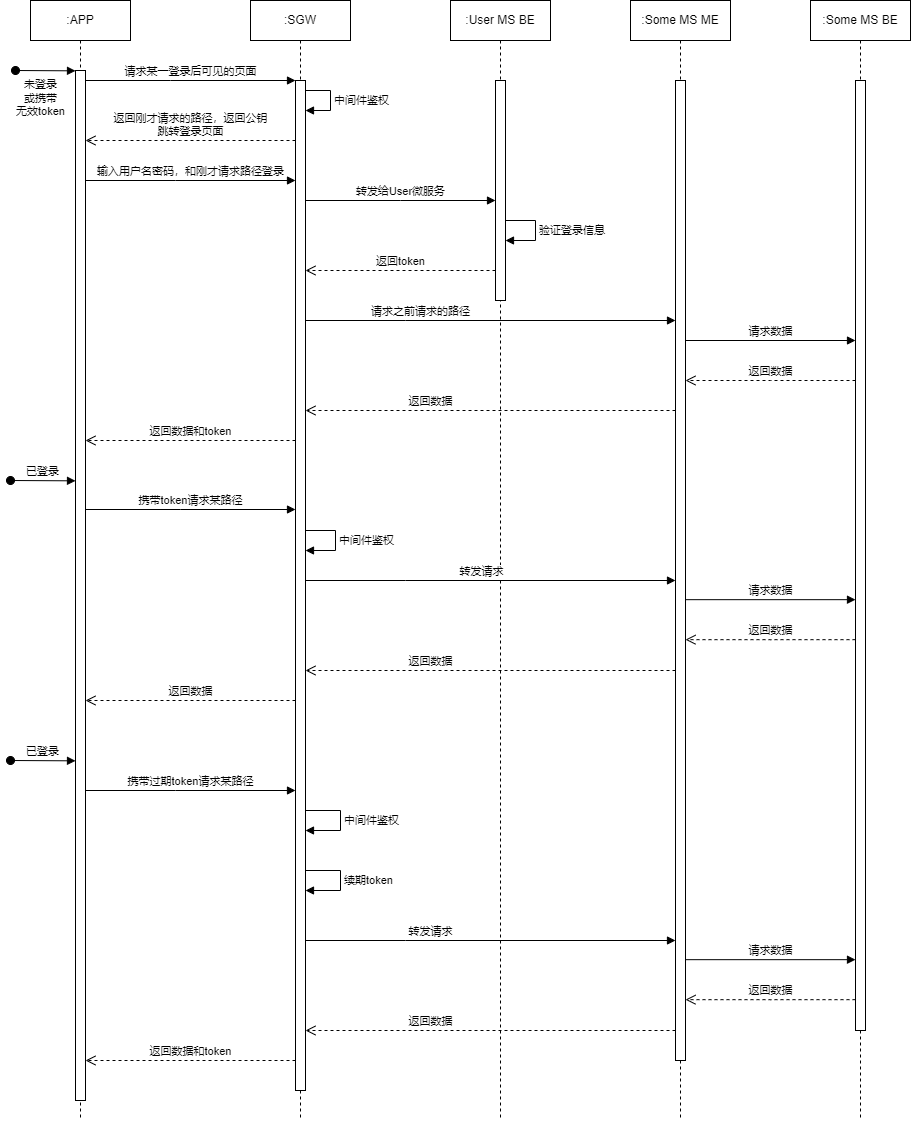 :APP
:SGW
:User MS BE
:Some MS ME
:Some MS BE
未登录
或携带
无效token
请求某一登录后可见的页面
中间件鉴权
返回刚才请求的路径，返回公钥
跳转登录页面
输入用户名密码，和刚才请求路径登录
转发给User微服务
验证登录信息
返回token
请求之前请求的路径
请求数据
返回数据
返回数据
返回数据和token
已登录
携带token请求某路径
中间件鉴权
转发请求
请求数据
返回数据
返回数据
返回数据
已登录
携带过期token请求某路径
中间件鉴权
续期token
转发请求
请求数据
返回数据
返回数据
返回数据和token